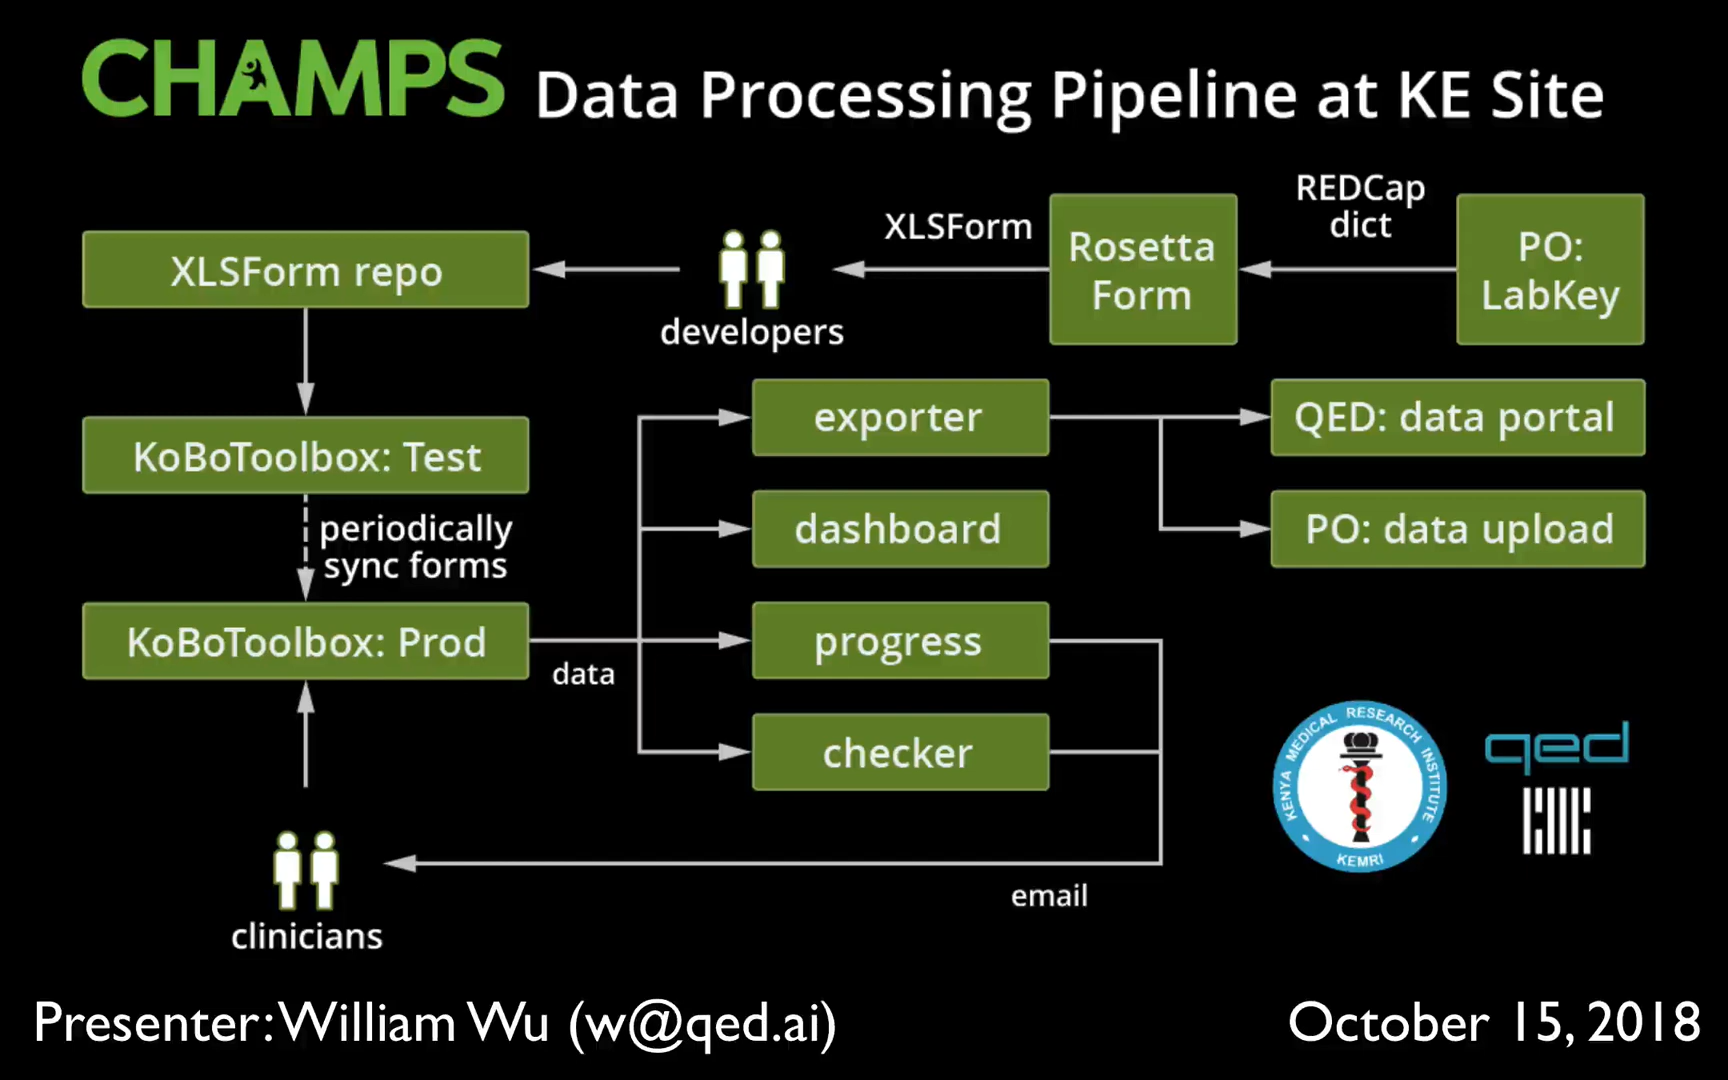 CHAMPS Data Processing Pipeline at KE Site
REDCap
dict
XLSForm
XLSForm repo
developers
Rosetta
Form
PO:
LabKey
KoBoToolbox: Test
exporter
QED: data portal
periodically
sync forms
dashboard
PO: data upload
KoBoToolbox: Prod
data
progress
checker
KENYA MEDICAL RESEARCH INSTITUTE
KEMRI
qed
email
clinicians
Presenter: William Wu (w@qed.ai)
October 15, 2018